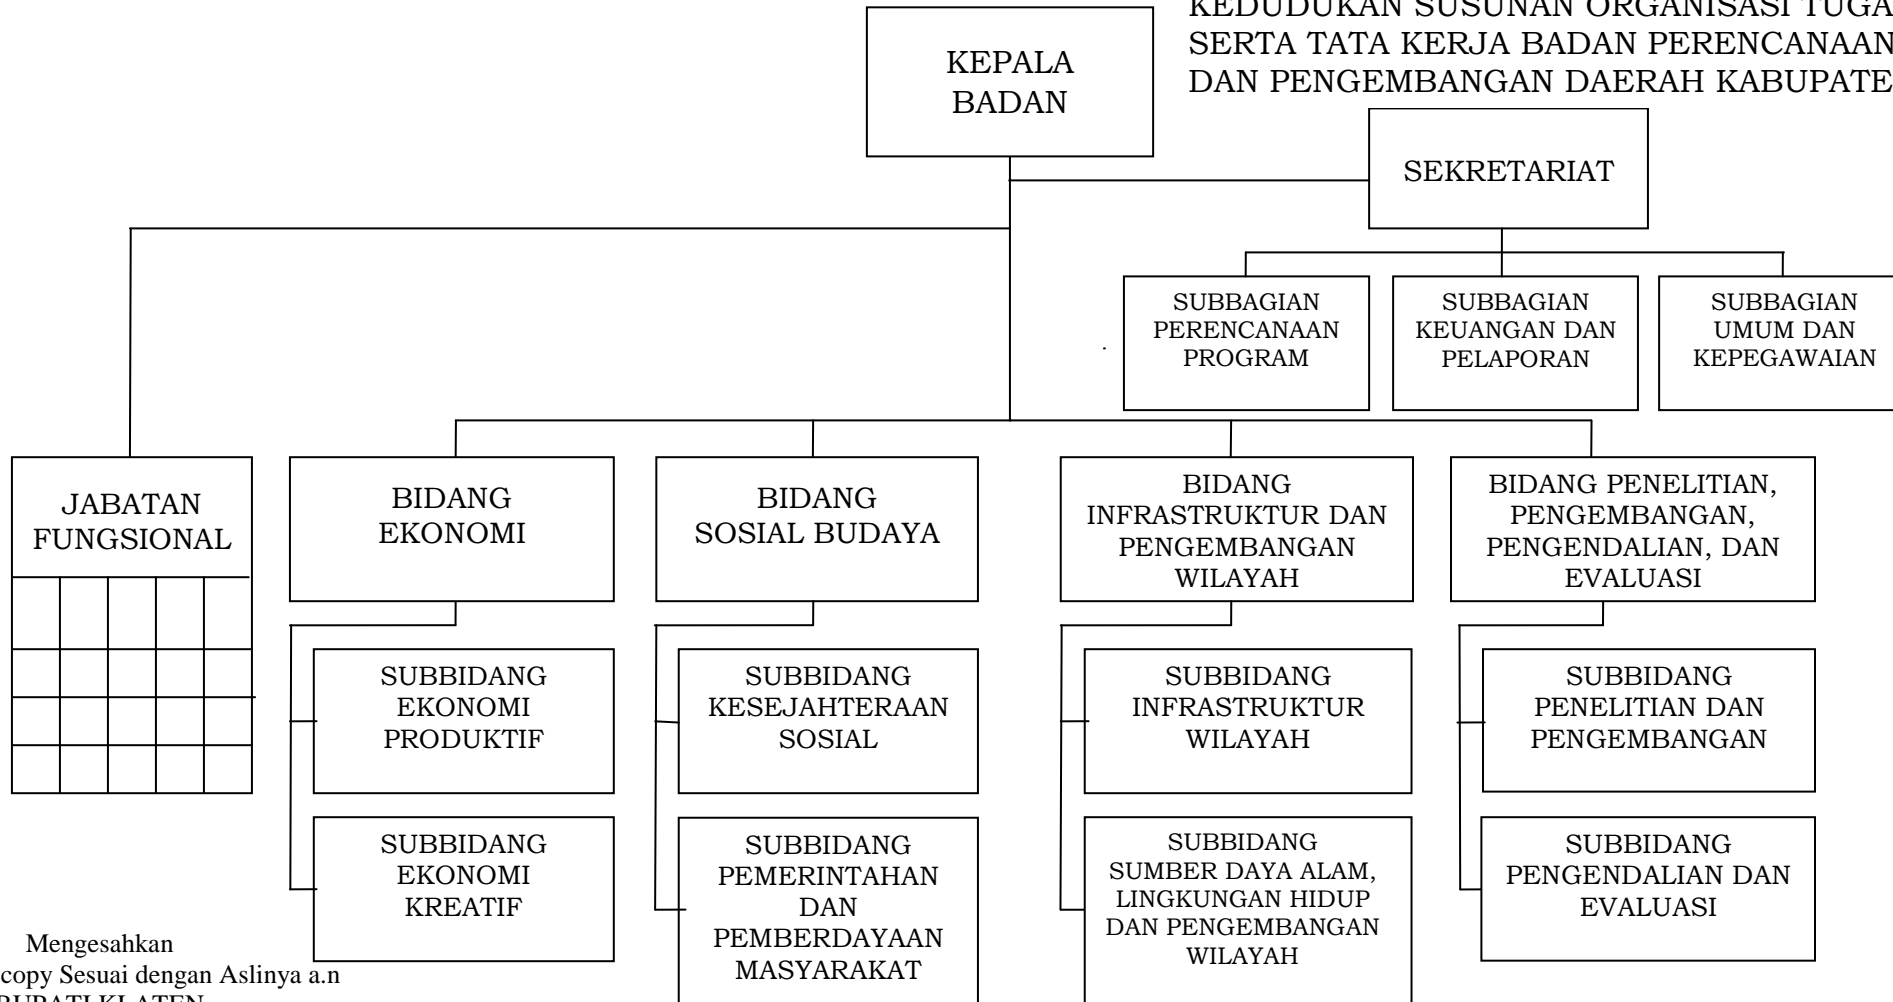 KEDUDUKAN SUSUNAN ORGANISASI TUGA
SERTA TATA KERJA BADAN PERENCANAAN
DAN PENGEMBANGAN DAERAH KABUPATE
KEPALA
BADAN
SEKRETARIAT
SUBBAGIAN
PERENCANAAN
PROGRAM
SUBBAGIAN
KEUANGAN DAN
PELAPORAN
SUBBAGIAN
UMUM DAN
KEPEGAWAIAN
JABATAN
FUNGSIONAL
BIDANG
EKONOMI
BIDANG
SOSIAL BUDAYA
BIDANG
INFRASTRUKTUR DAN
PENGEMBANGAN
WILAYAH
BIDANG PENELITIAN,
PENGEMBANGAN,
PENGENDALIAN, DAN
EVALUASI
SUBBIDANG
EKONOMI
PRODUKTIF
SUBBIDANG
KESEJAHTERAAN
SOSIAL
SUBBIDANG
INFRASTRUKTUR
WILAYAH
SUBBIDANG
PENELITIAN DAN
PENGEMBANGAN
SUBBIDANG
EKONOMI
KREATIF
SUBBIDANG
PEMERINTAHAN
DAN
PEMBERDAYAAN
MASYARAKAT
SUBBIDANG
SUMBER DAYA ALAM,
LINGKUNGAN HIDUP
DAN PENGEMBANGAN
WILAYAH
SUBBIDANG
PENGENDALIAN DAN
EVALUASI
Mengesahkan
copy Sesuai dengan Aslinya a.n
BUPATI KLATEN